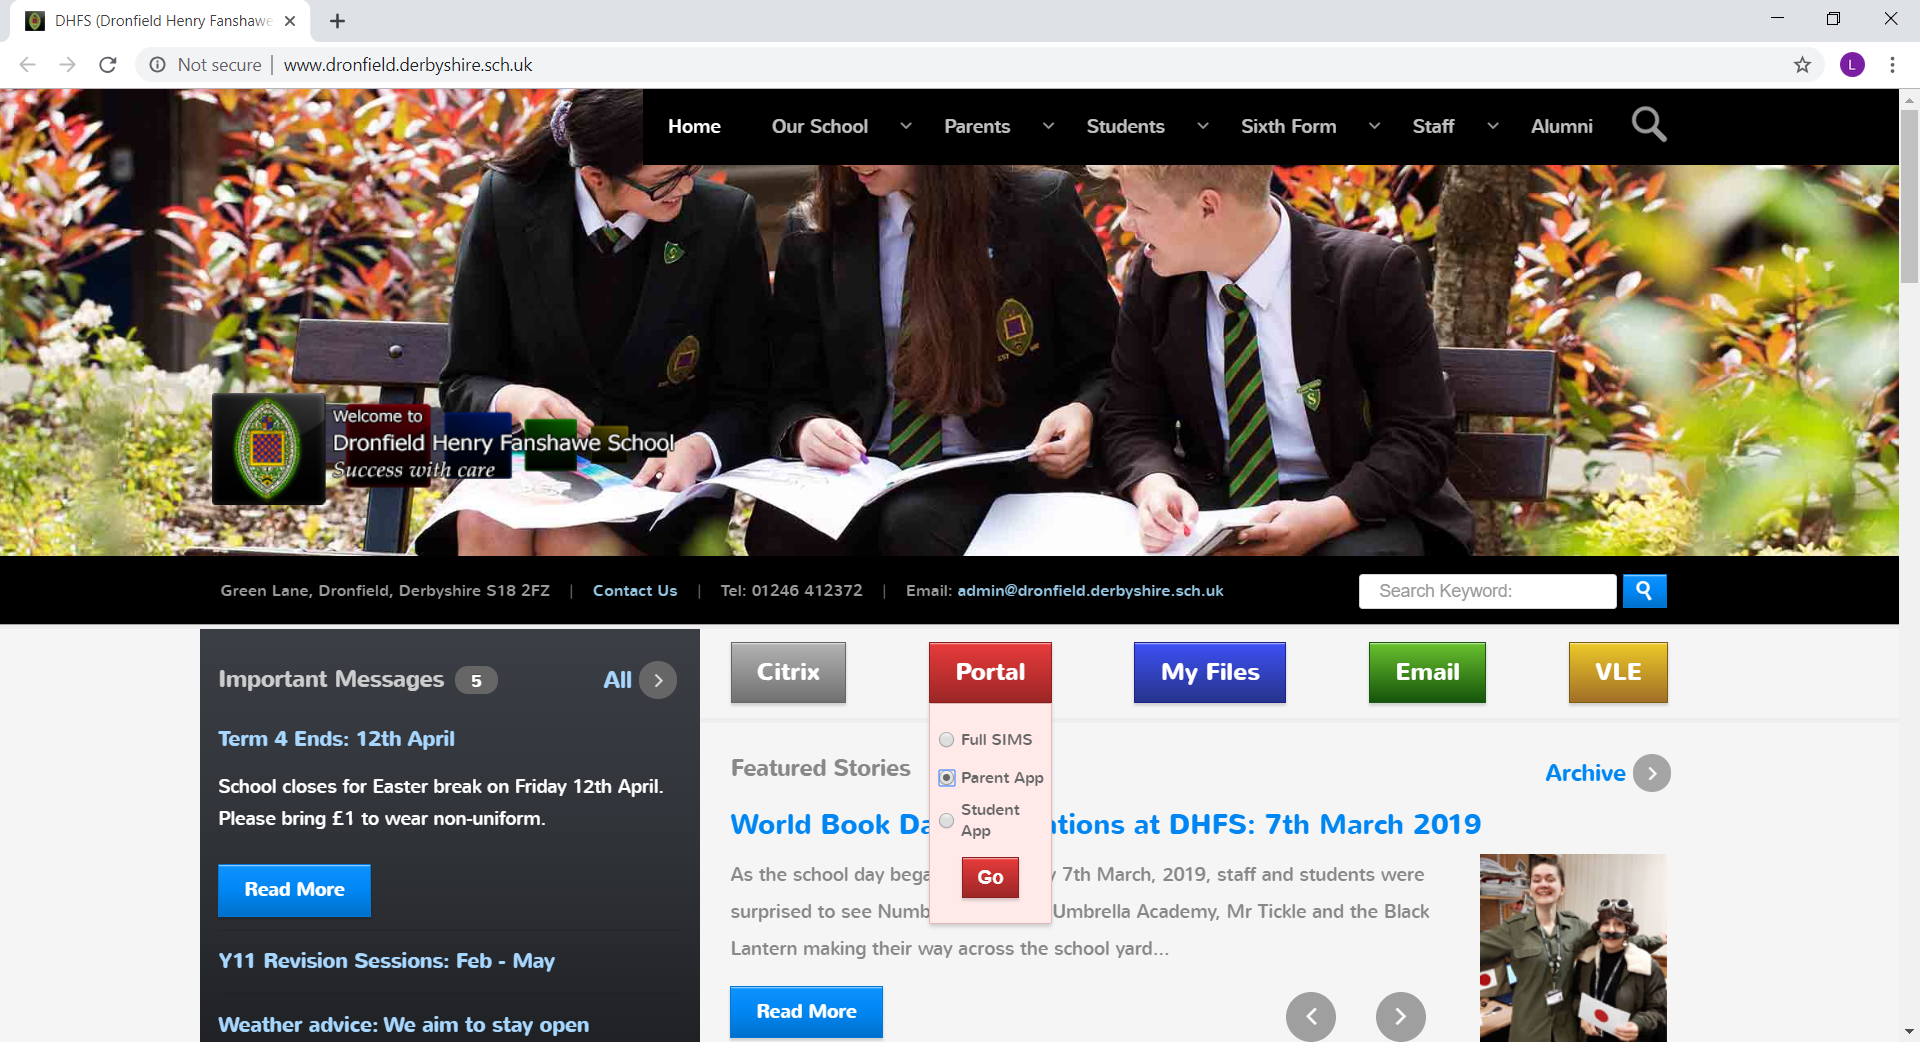 DHFS (Dronfield Henry Fanshawe
Not secure | www.dronfield.derbyshire.sch.uk
L
Home Our School Parents Students Sixth Form Staff Alumni
Welcome to
Dronfield Henry Fanshawe School
Success with care
Green Lane, Dronfield, Derbyshire S18 2FZ | Contact Us | Tel: 01246 412372 | Email: admin@dronfield.derbyshire.sch.uk
Search Keyword:
Citrix Portal My Files Email VLE
Important Messages 5 All
Term 4 Ends: 12th April
School closes for Easter break on Friday 12th April.
Please bring £1 to wear non-uniform.
Read More
Y11 Revision Sessions: Feb - May
Weather advice: We aim to stay open
Full SIMS
Parent App
Student
App
Go
Featured Stories
Archive
World Book Da tions at DHFS: 7th March 2019
As the school day bega 7th March, 2019, staff and students were
surprised to see Numb Umbrella Academy, Mr Tickle and the Black
Lantern making their way across the school yard...
Read More